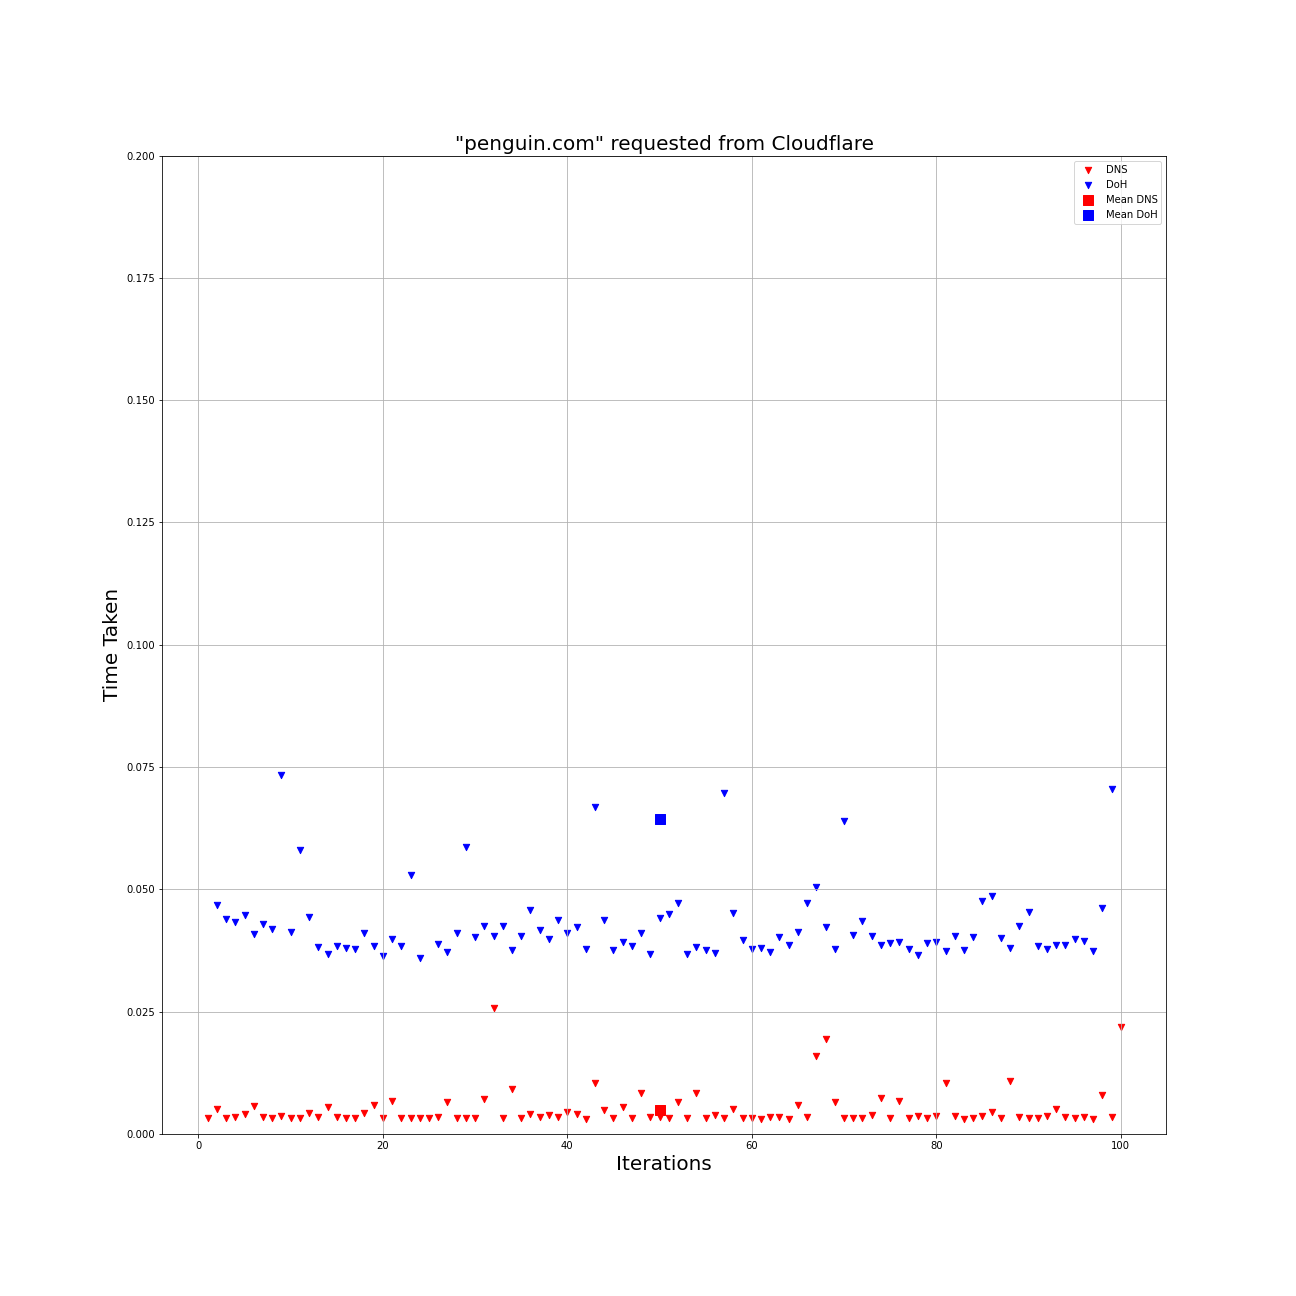 "penguin.com" requested from Cloudflare
0.200
0.175
0.150
0.125
0.100
0.075
0.050
0.025
0.000
Time Taken
DNS
DoH
Mean DNS
Mean DoH
0 20 40 60 80 100
Iterations